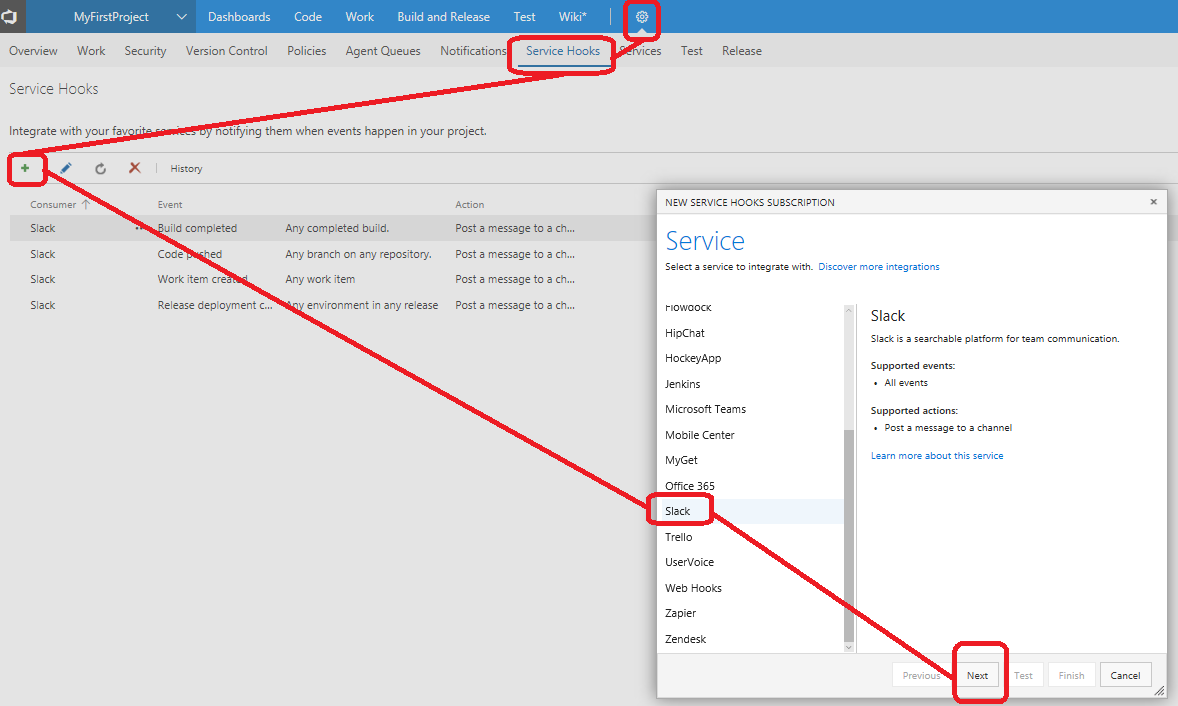 MyFirstProject Dashboards Code Work Build and Release Test Wiki*
Overview Work Security Version Control Policies Agent Queues Notifications Service Hooks Services Test Release
Service Hooks
Integrate with your favorite services by notifying them when events happen in your project.
History
Consumer Event Action
Slack Build completed Any completed build. Post a message to a ch...
Slack Code pushed Any branch on any repository. Post a message to a ch...
Slack Work item created Any work item Post a message to a ch...
Slack Release deployment c... Any environment in any release Post a message to a ch...
NEW SERVICE HOOKS SUBSCRIPTION
Service
Select a service to integrate with. Discover more integrations
Flowdock
HipChat
HockeyApp
Jenkins
Microsoft Teams
Mobile Center
MyGet
Office 365
Slack
Trello
UserVoice
Web Hooks
Zapier
Zendesk
Slack
Slack is a searchable platform for team communication.
Supported events:
• All events
Supported actions:
• Post a message to a channel
Learn more about this service
Previous Next Test Finish Cancel